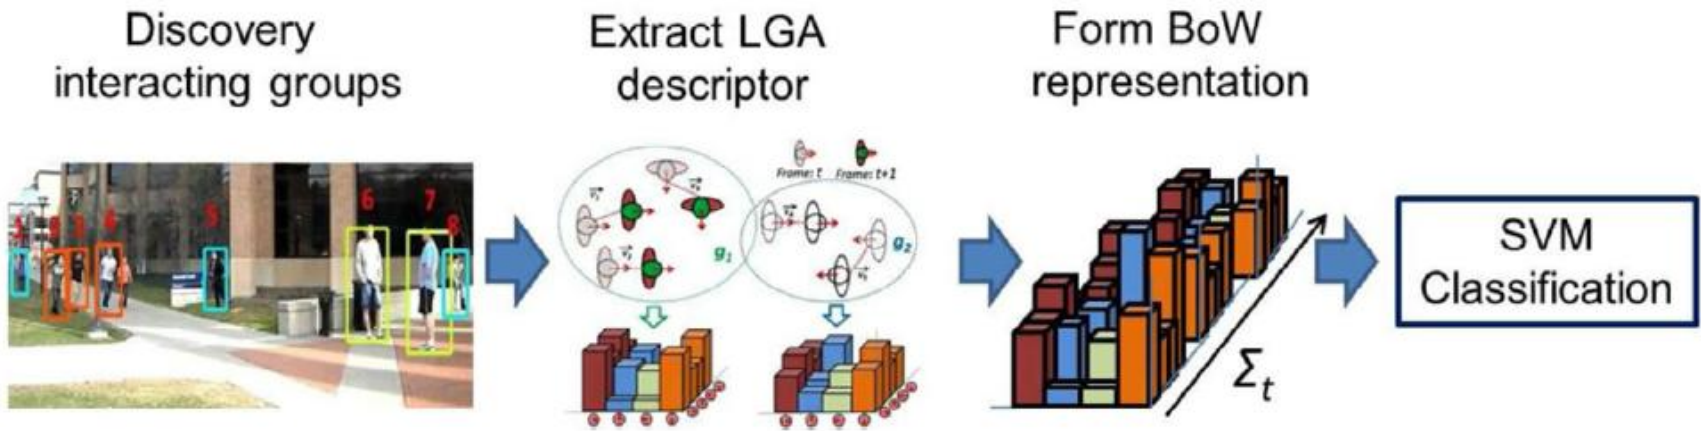 Discovery
interacting groups
Extract LGA
descriptor
Form BoW
representation
5
6
7
8
Frame: t
Frame: t+1
g₁
g₂
Σₜ
SVM
Classification